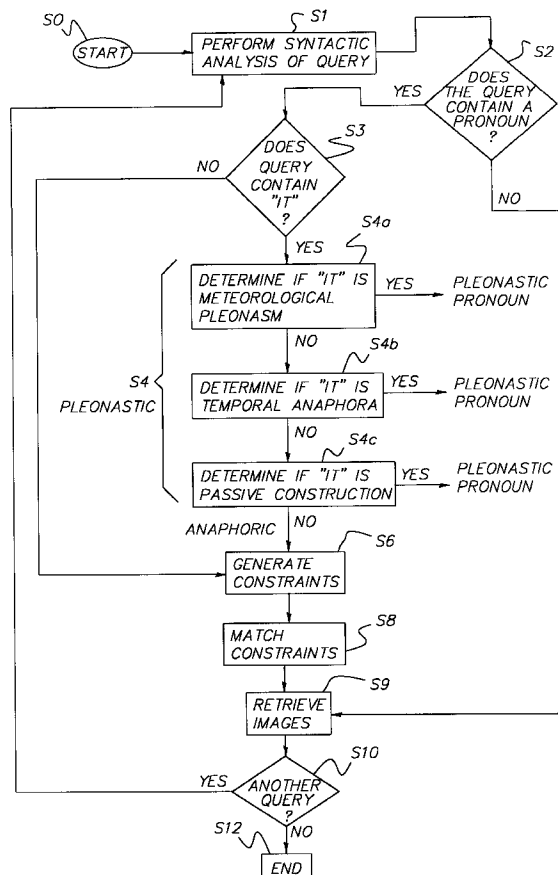 S0
START
S1
PERFORM SYNTACTIC
ANALYSIS OF QUERY
S2
DOES
THE QUERY
CONTAIN A
PRONOUN
?
YES
NO
S3
DOES
QUERY
CONTAIN
"IT"
?
NO
YES
S4
PLEONASTIC
S4a
DETERMINE IF "IT" IS
METEOROLOGICAL
PLEONASM
YES
PLEONASTIC
PRONOUN
NO
S4b
DETERMINE IF "IT" IS
TEMPORAL ANAPHORA
YES
PLEONASTIC
PRONOUN
NO
S4c
DETERMINE IF "IT" IS
PASSIVE CONSTRUCTION
YES
PLEONASTIC
PRONOUN
ANAPHORIC
NO
S6
GENERATE
CONSTRAINTS
S8
MATCH
CONSTRAINTS
S9
RETRIEVE
IMAGES
S10
YES
ANOTHER
QUERY
?
NO
S12
END